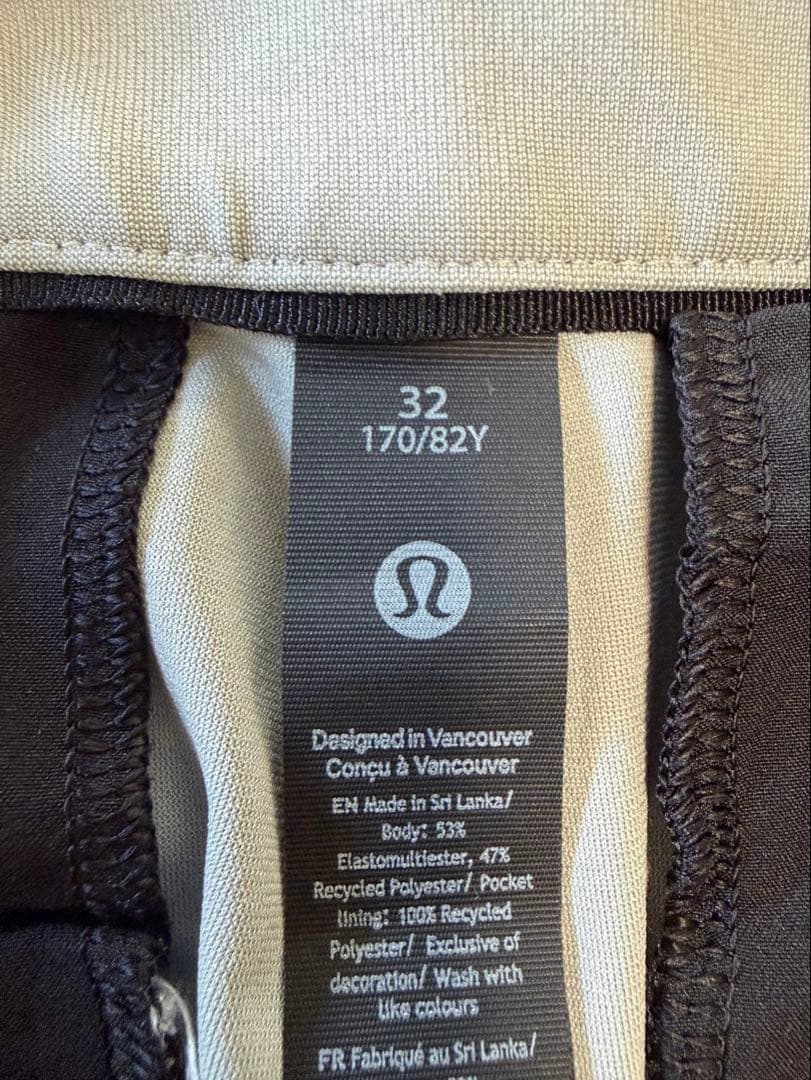 32
170/82Y
Designed in Vancouver
Conçu à Vancouver
EN Made in Sri Lanka/
Body: 53%
Elastomultiester, 47%
Recycled Polyester/ Pocket
lining: 100% Recycled
Polyester/ Exclusive of
decoration/ Wash with
like colours
FR Fabriqué au Sri Lanka/